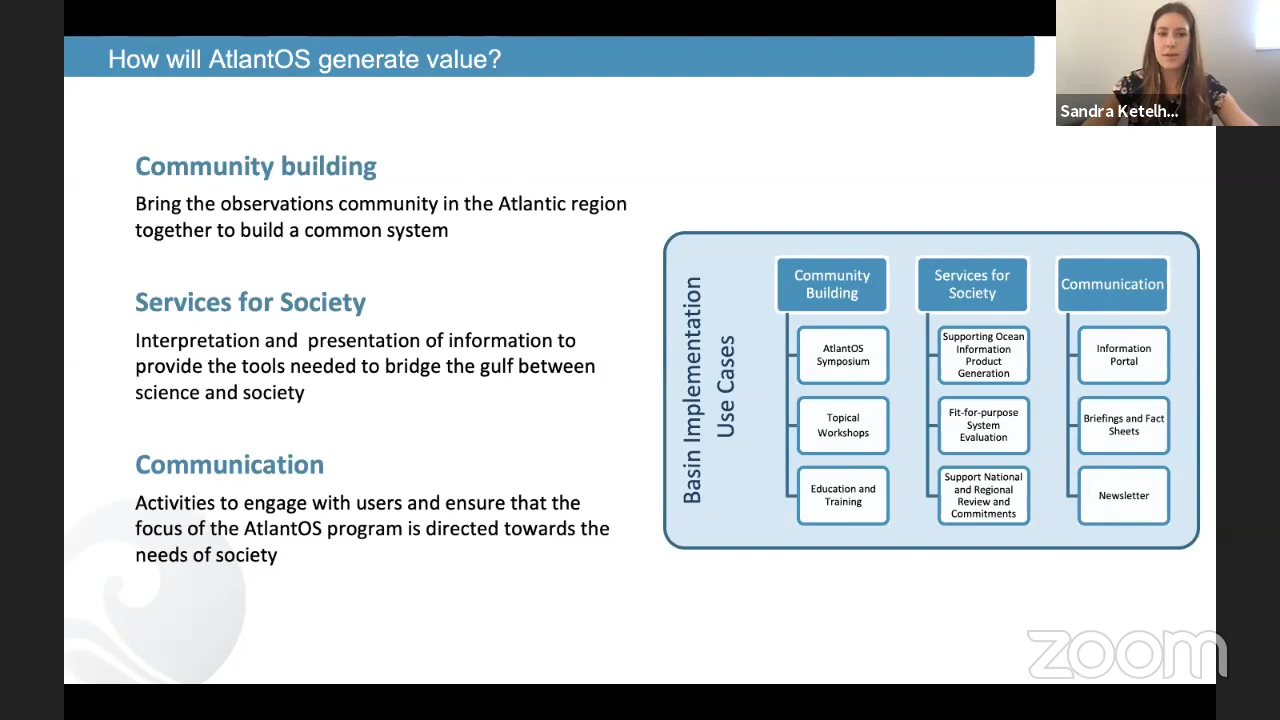 How will AtlantOS generate value?
Sandra Ketelh...
Community building
Bring the observations community in the Atlantic region
together to build a common system
Services for Society
Interpretation and presentation of information to
provide the tools needed to bridge the gulf between
science and society
Communication
Activities to engage with users and ensure that the
focus of the AtlantOS program is directed towards the
needs of society
Basin Implementation
Use Cases
Community
Building
AtlantOS
Symposium
Topical
Workshops
Education and
Training
Services for
Society
Supporting Ocean
Information
Product
Generation
Fit-for-purpose
System
Evaluation
Support National
and Regional
Review and
Commitments
Communication
Information
Portal
Briefings and Fact
Sheets
Newsletter
zoom